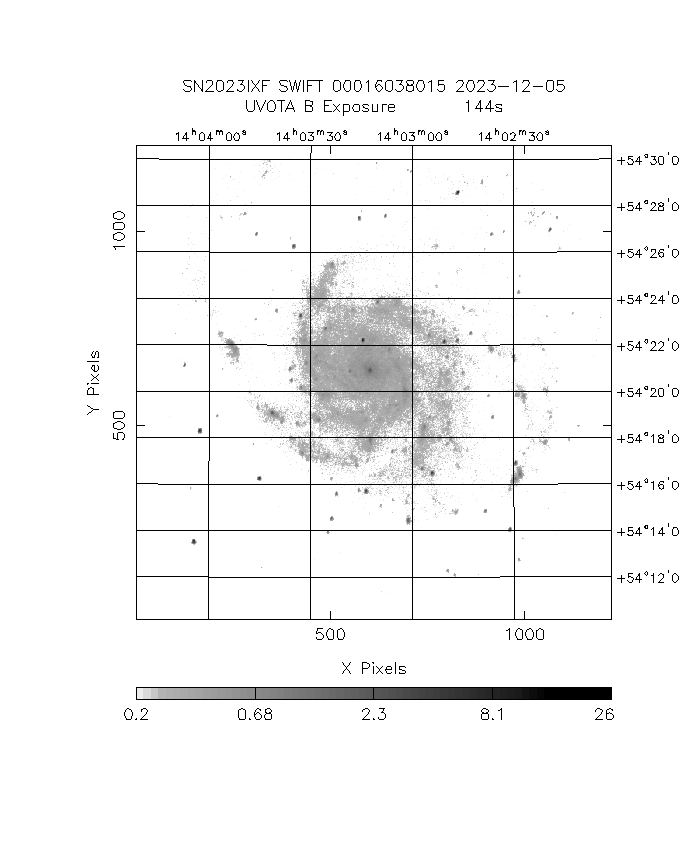 SN2023IXF SWIFT 00016038015 2023-12-05
UVOTA B Exposure 144s
14ʰ04ᵐ00ˢ 14ʰ03ᵐ30ˢ 14ʰ03ᵐ00ˢ 14ʰ02ᵐ30ˢ
+54°30'0
+54°28'0
1000
+54°26'0
+54°24'0
+54°22'0
Y Pixels
+54°20'0
500
+54°18'0
+54°16'0
+54°14'0
+54°12'0
500 1000
X Pixels
0.2 0.68 2.3 8.1 26